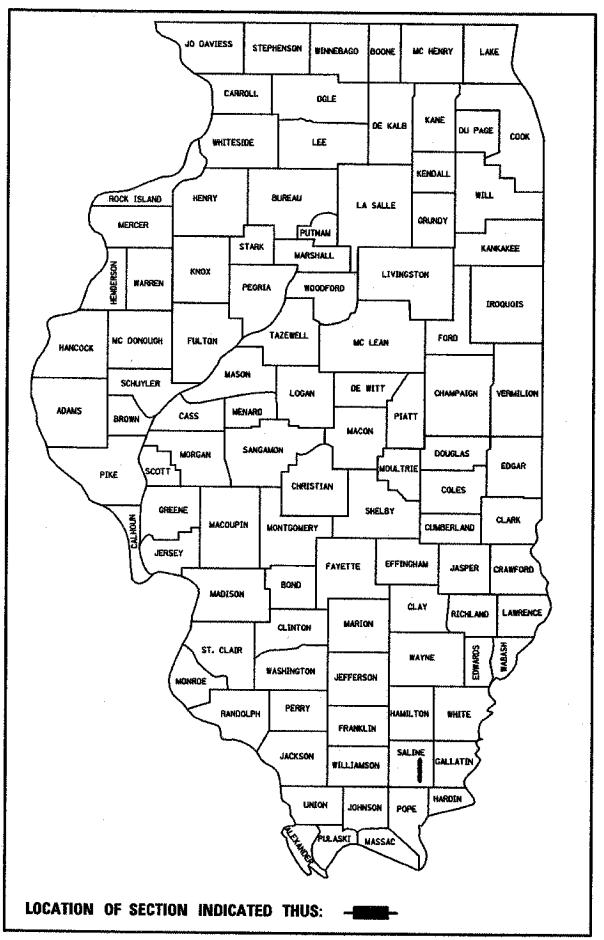 JO DAVIESS STEPHENSON WINNEBAGO BOONE MC HENRY LAKE
CARROLL OGLE DE KALB KANE DU PAGE COOK
WHITESIDE LEE
KENDALL WILL
ROCK ISLAND HENRY BUREAU LA SALLE
MERCER PUTNAM GRUNDY
STARK MARSHALL KANKAKEE
HENDERSON WARREN KNOX PEORIA WOODFORD LIVINGSTON
IROQUOIS
HANCOCK MC DONOUGH FULTON TAZEWELL MC LEAN FORD
MASON
SCHUYLER LOGAN DE WITT CHAMPAIGN VERMILION
ADAMS BROWN CASS MENARD MACON PIATT
PIKE SCOTT MORGAN SANGAMON MOULTRIE DOUGLAS EDGAR
CHRISTIAN COLES
CALHOUN GREENE MACOUPIN MONTGOMERY SHELBY CUMBERLAND CLARK
JERSEY
MADISON BOND FAYETTE EFFINGHAM JASPER CRAWFORD
CLAY RICHLAND LAWRENCE
CLINTON MARION
ST. CLAIR WAYNE EDWARDS WABASH
MONROE WASHINGTON JEFFERSON
RANDOLPH PERRY HAMILTON WHITE
FRANKLIN
JACKSON WILLIAMSON SALINE GALLATIN
UNION JOHNSON POPE HARDIN
ALEXANDER PULASKI MASSAC
LOCATION OF SECTION INDICATED THUS: